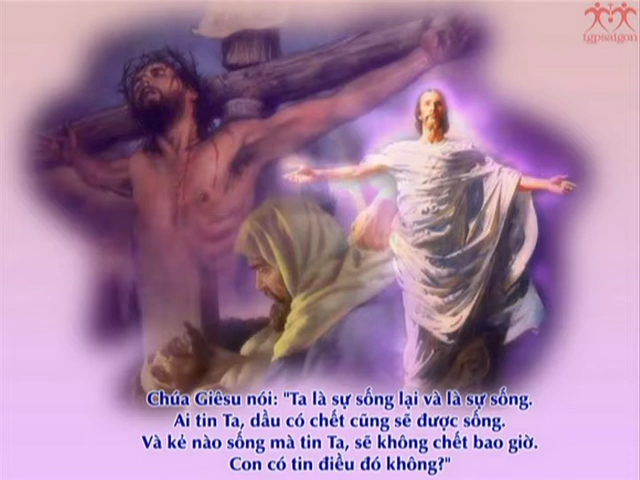 tgpsaigon
Chúa Giêsu nói: "Ta là sự sống lại và là sự sống.
Ai tin Ta, dầu có chết cũng sẽ được sống.
Và kẻ nào sống mà tin Ta, sẽ không chết bao giờ.
Con có tin điều đó không?"